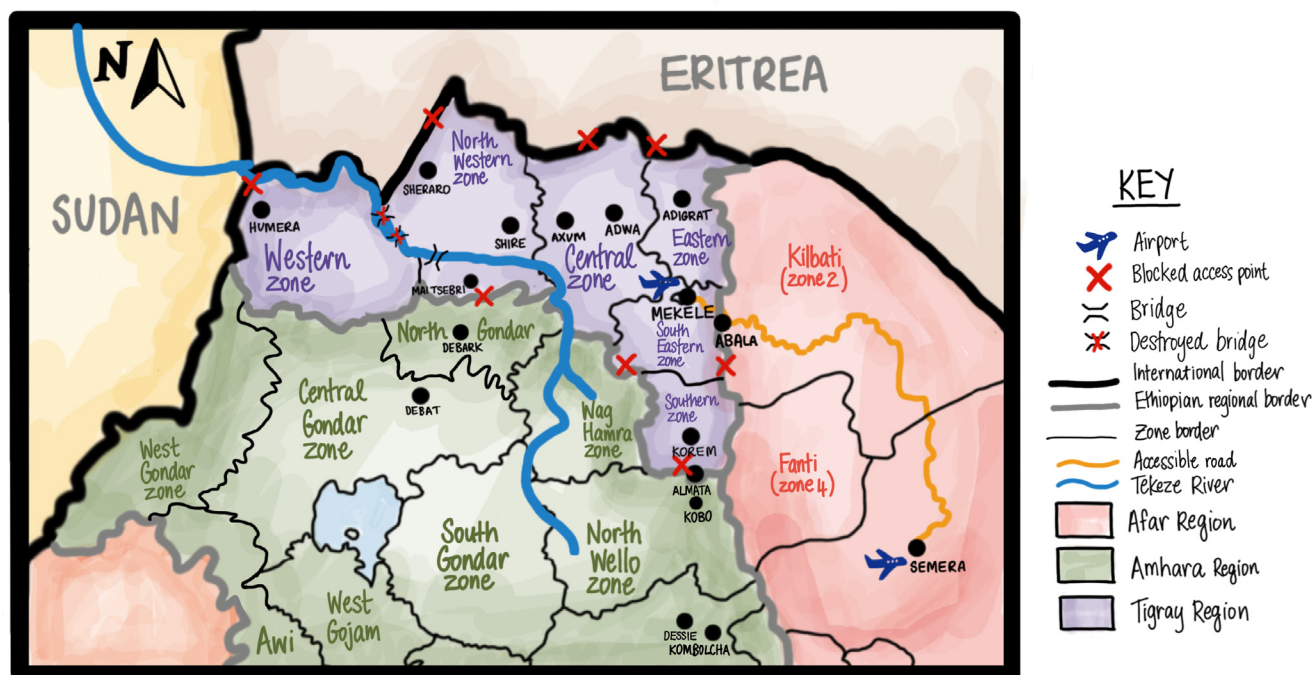 N
ERITREA
SUDAN
North
Western
zone
SHERARO
HUMERA
Western
zone
SHIRE
AXUM
ADWA
Central
zone
ADIGRAT
Eastern
zone
MAI TSEBRI
MEKELE
South
Eastern
zone
ABALA
Kilbati
(zone 2)
North Gondar
DEBARK
DEBAT
Central
Gondar
zone
Wag
Hamra
zone
Southern
zone
KOREM
ALMATA
KOBO
West
Gondar
zone
Fanti
(zone 4)
South
Gondar
zone
North
Wello
zone
SEMERA
West
Gojam
Awi
DESSIE
KOMBOLCHA
KEY
Airport
Blocked access point
Bridge
Destroyed bridge
International border
Ethiopian regional border
Zone border
Accessible road
Tekeze River
Afar Region
Amhara Region
Tigray Region